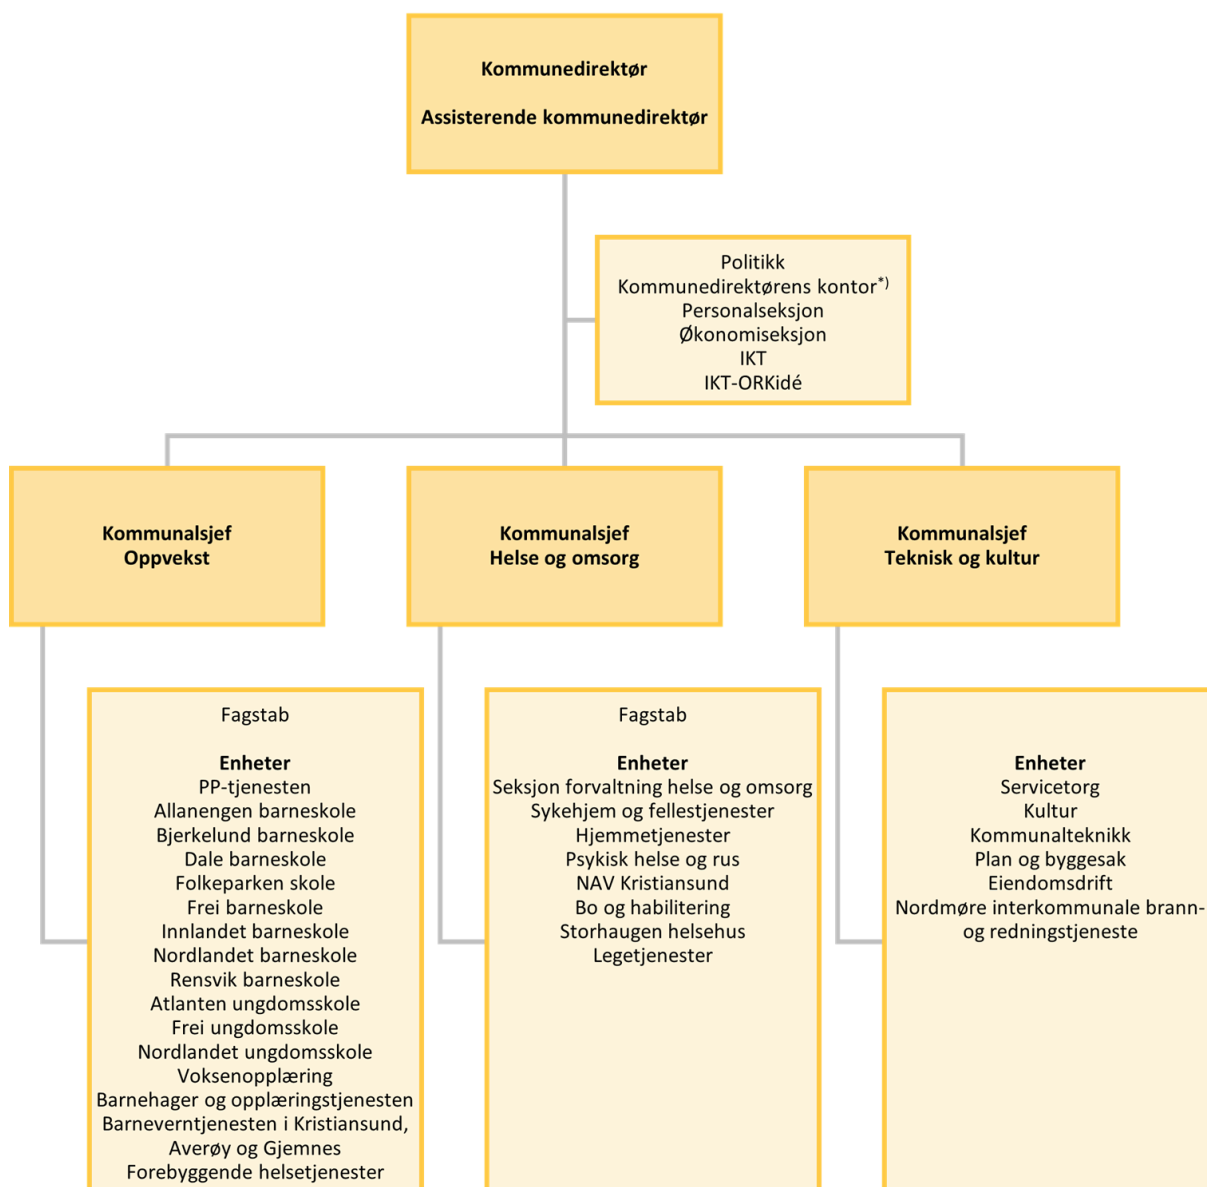 Kommunedirektør
Assisterende kommunedirektør
Politikk
Kommunedirektørens kontor*)
Personalseksjon
Økonomiseksjon
IKT
IKT-ORKidé
Kommunalsjef
Oppvekst
Kommunalsjef
Helse og omsorg
Kommunalsjef
Teknisk og kultur
Fagstab
Enheter
PP-tjenesten
Allanengen barneskole
Bjerkelund barneskole
Dale barneskole
Folkeparken skole
Frei barneskole
Innlandet barneskole
Nordlandet barneskole
Rensvik barneskole
Atlanten ungdomsskole
Frei ungdomsskole
Nordlandet ungdomsskole
Voksenopplæring
Barnehager og opplæringstjenesten
Barneverntjenesten i Kristiansund,
Averøy og Gjemnes
Forebyggende helsetjenester
Fagstab
Enheter
Seksjon forvaltning helse og omsorg
Sykehjem og fellestjenester
Hjemmetjenester
Psykisk helse og rus
NAV Kristiansund
Bo og habilitering
Storhaugen helsehus
Legetjenester
Enheter
Servicetorg
Kultur
Kommunalteknikk
Plan og byggesak
Eiendomsdrift
Nordmøre interkommunale brann-
og redningstjeneste